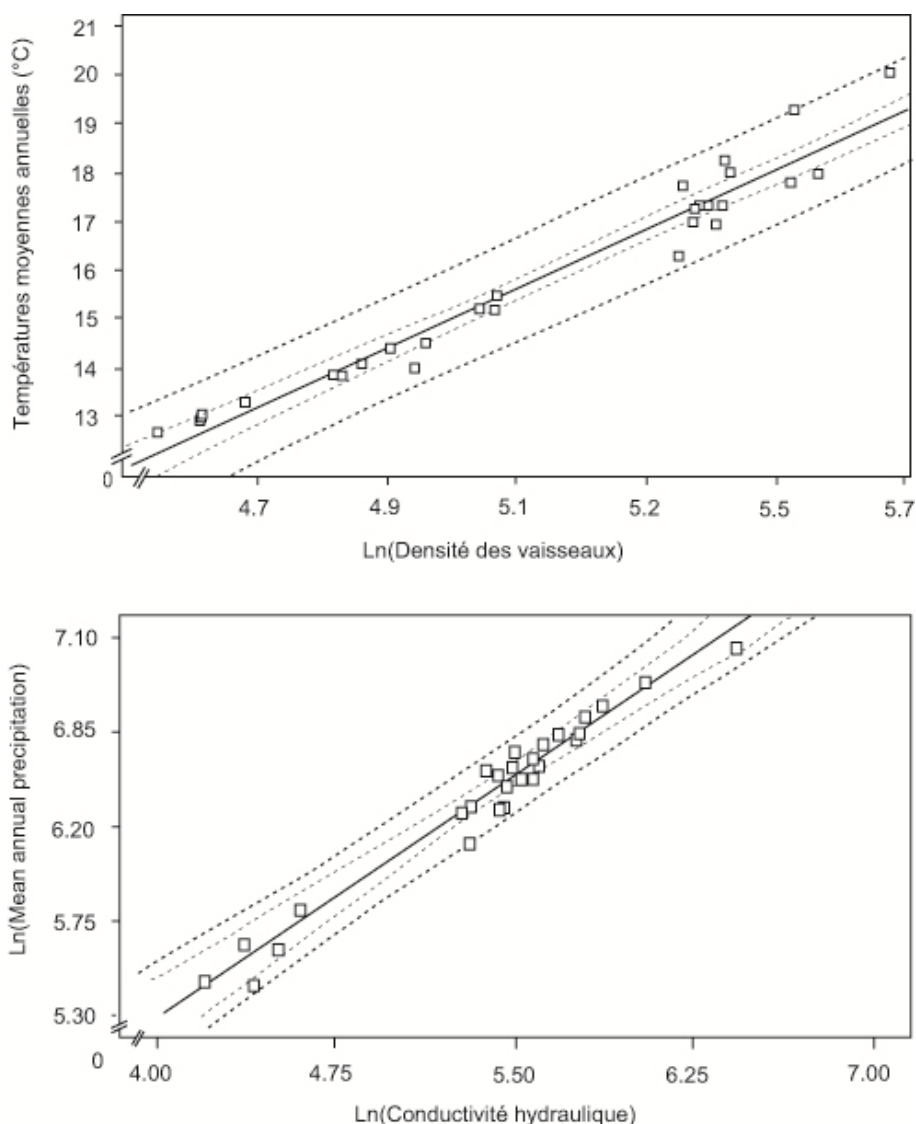 Températures moyennes annuelles (°C)
21
20
19
18
17
16
15
14
13
0
4.7 4.9 5.1 5.2 5.5 5.7
Ln(Densité des vaisseaux)
Ln(Mean annual precipitation)
7.10
6.85
6.20
5.75
5.30
0
4.00 4.75 5.50 6.25 7.00
Ln(Conductivité hydraulique)